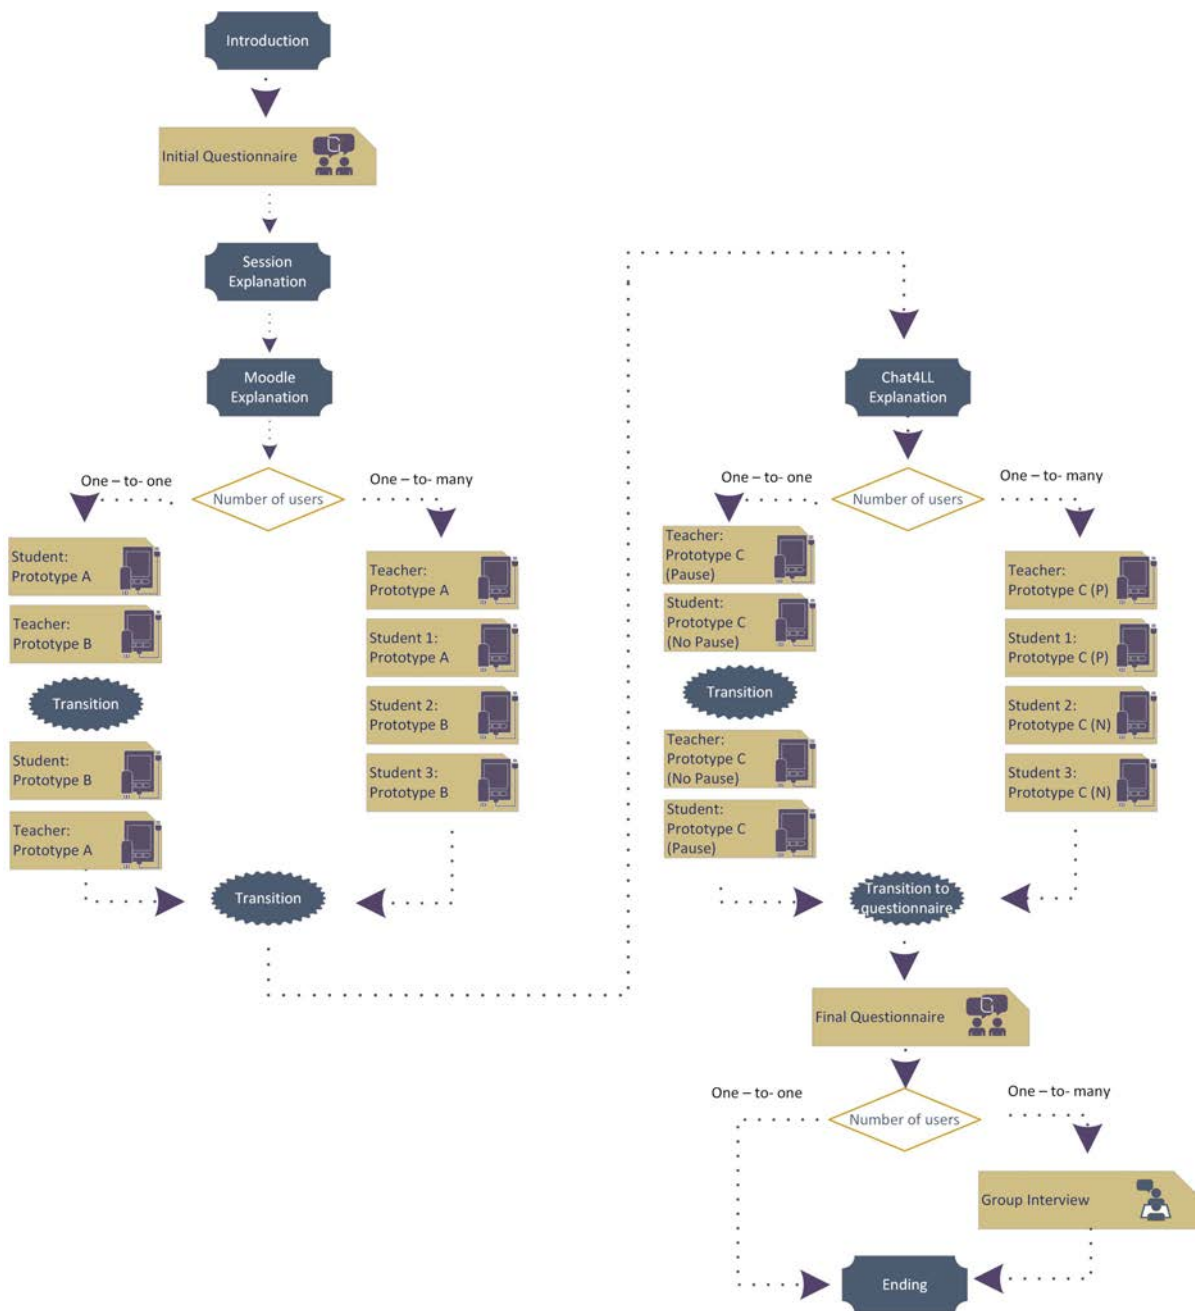 Introduction
Initial Questionnaire
Session
Explanation
Moodle
Explanation
Number of users
One – to- one
One – to- many
Student:
Prototype A
Teacher:
Prototype B
Transition
Student:
Prototype B
Teacher:
Prototype A
Teacher:
Prototype A
Student 1:
Prototype A
Student 2:
Prototype B
Student 3:
Prototype B
Transition
Chat4LL
Explanation
Number of users
One – to- one
One – to- many
Teacher:
Prototype C
(Pause)
Student:
Prototype C
(No Pause)
Transition
Teacher:
Prototype C
(No Pause)
Student:
Prototype C
(Pause)
Teacher:
Prototype C (P)
Student 1:
Prototype C (P)
Student 2:
Prototype C (N)
Student 3:
Prototype C (N)
Transition to
questionnaire
Final Questionnaire
Number of users
One – to- one
One – to- many
Group Interview
Ending